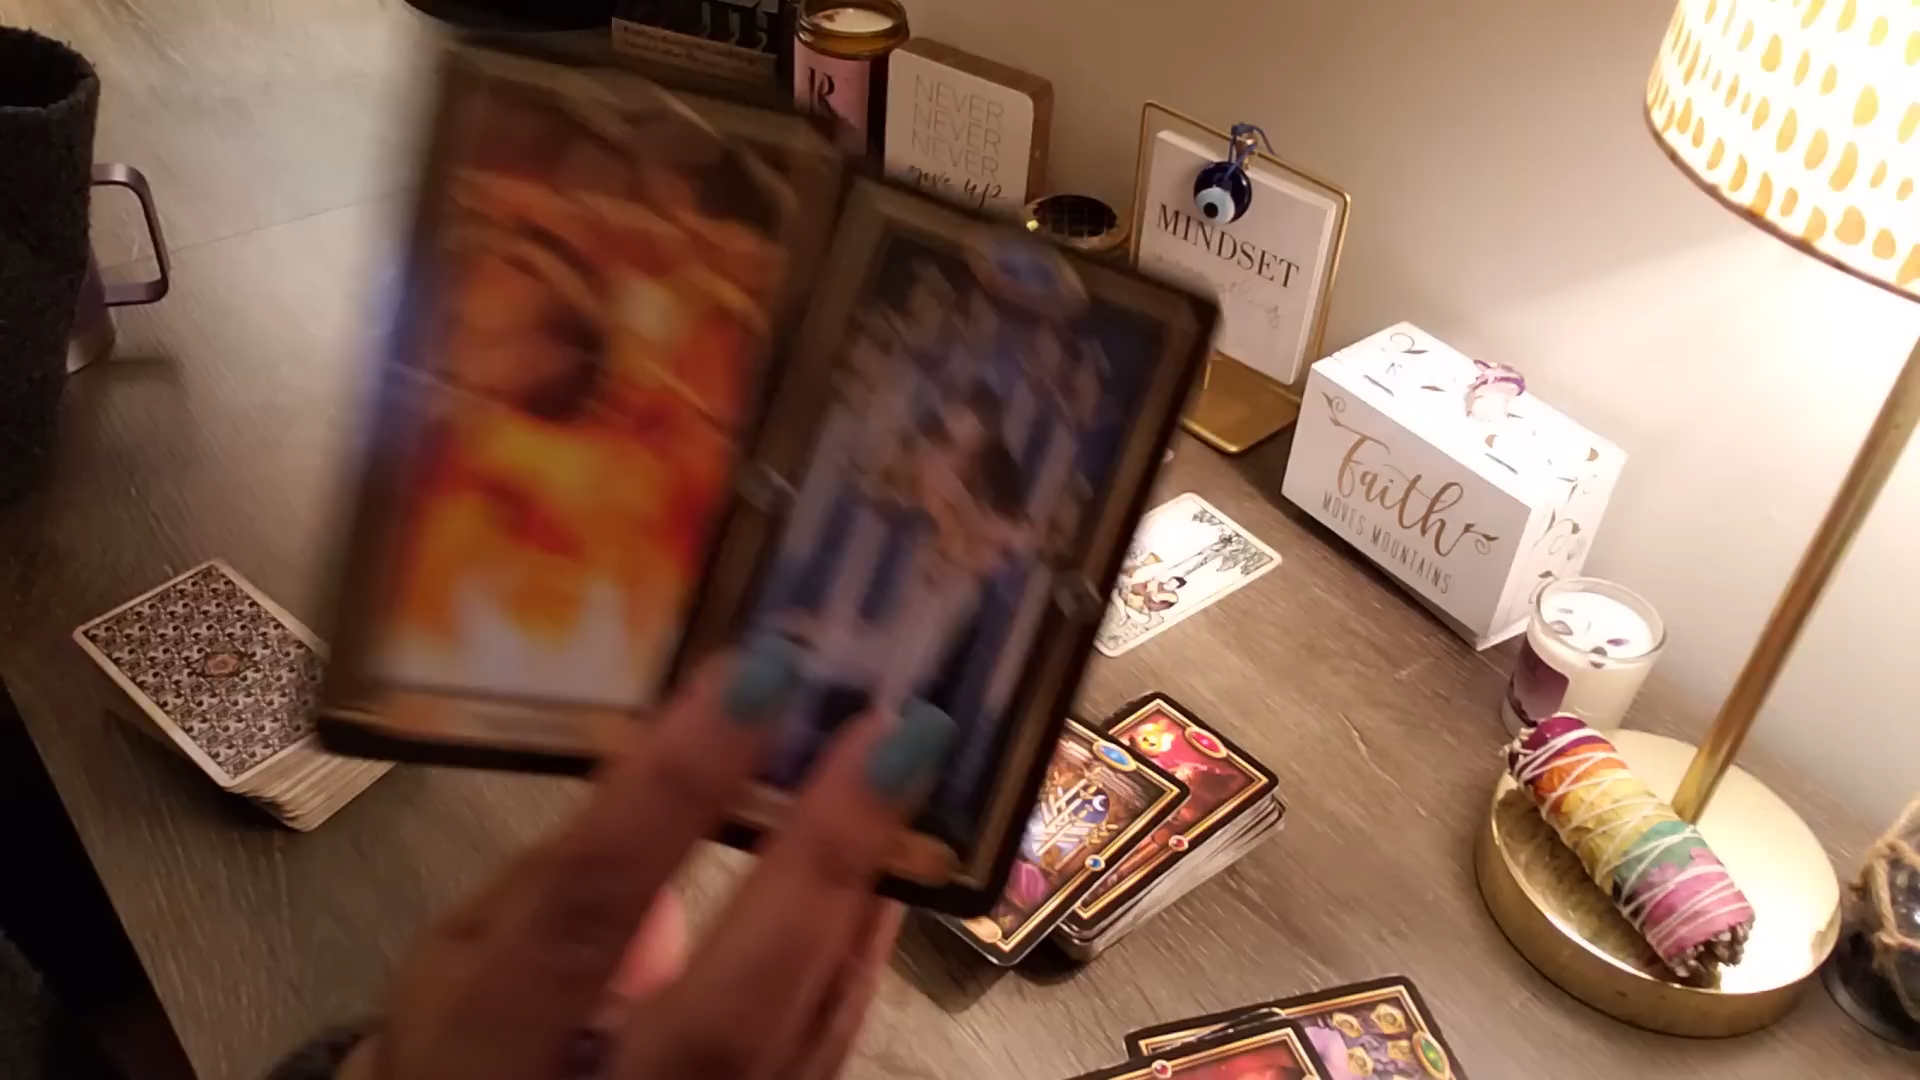 R
NEVER
NEVER
NEVER
give up
MINDSET
Faith
MOVES MOUNTAINS